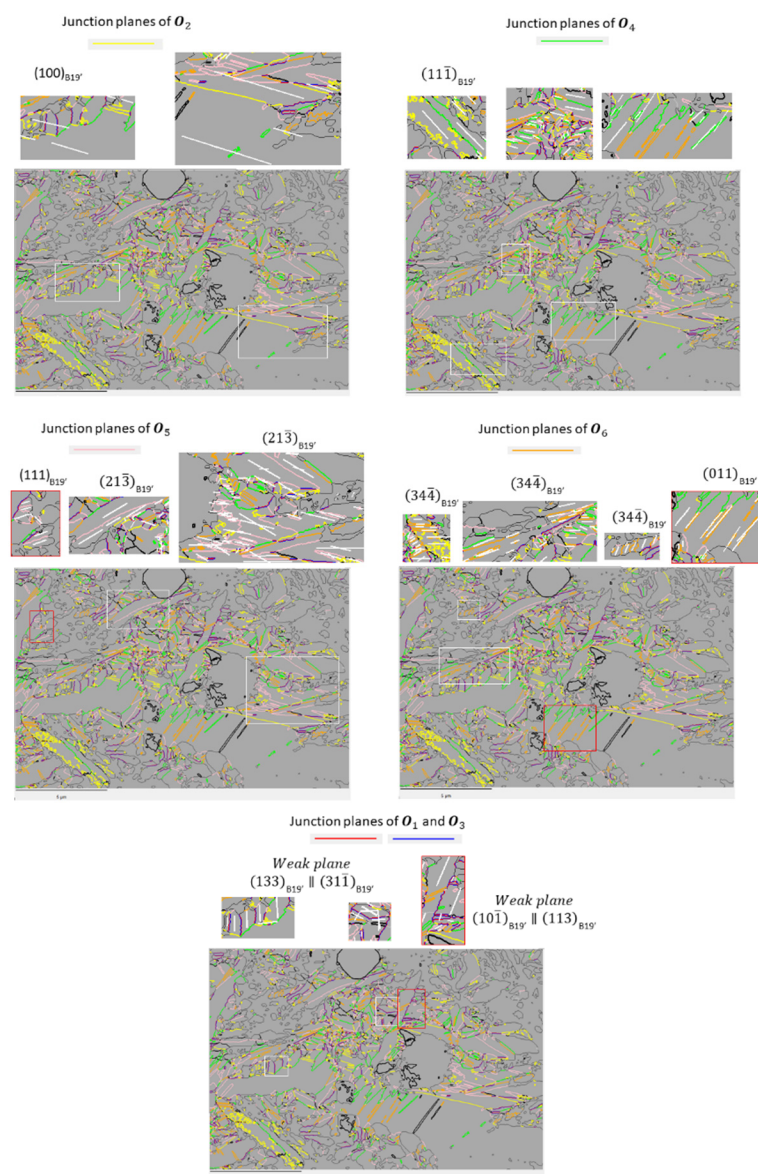 Junction planes of O₂
Junction planes of O₄
(100)B19'
(111̄)B19'
Junction planes of O₅
Junction planes of O₆
(111)B19'
(213̄)B19'
(213̄)B19'
(344̄)B19'
(344̄)B19'
(344̄)B19'
(011)B19'
Junction planes of O₁ and O₃
Weak plane
(133)B19' ∥ (311̄)B19'
Weak plane
(101̄)B19' ∥ (113)B19'